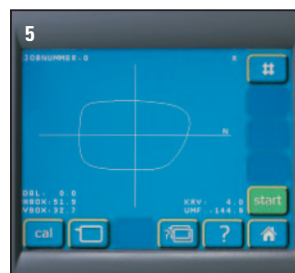 5
JOBNUMMER.0 R
#
N
DBL. 0.0
HBOX:51.9 KRV. 4.0
VBOX:32.7 UMF :144.8
start
cal ?